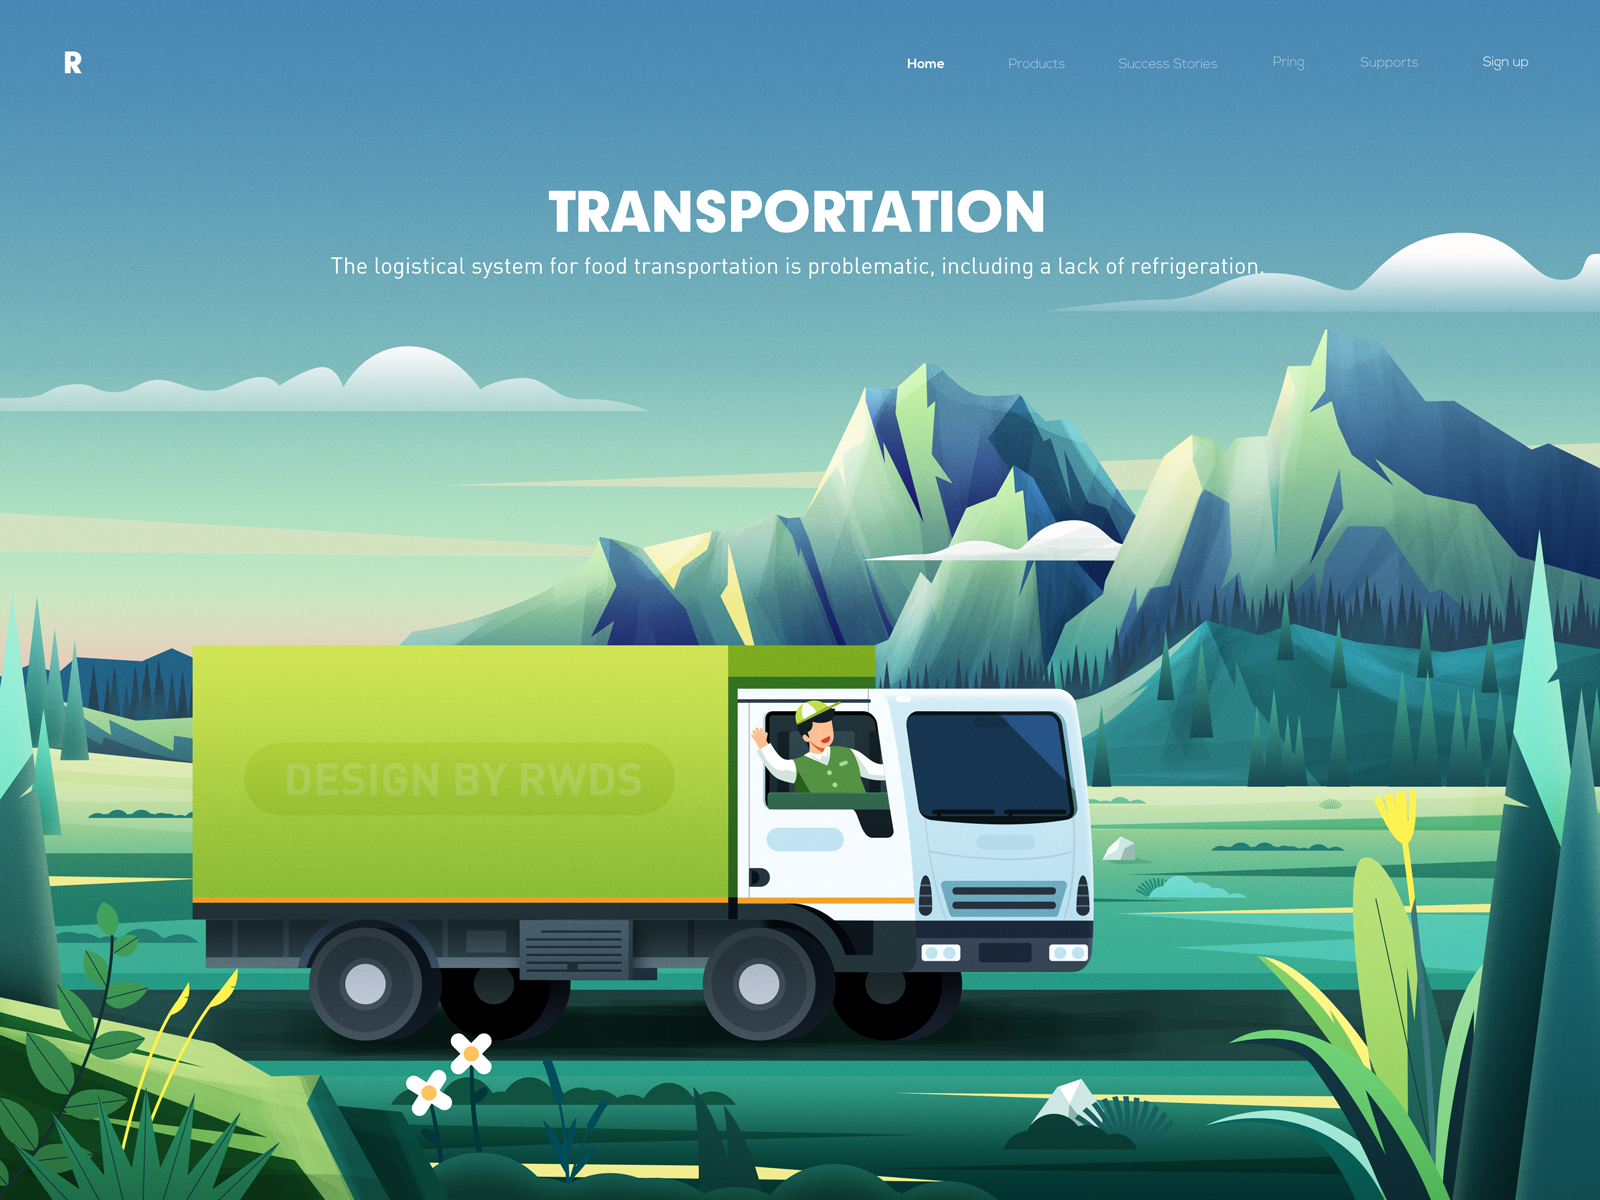 R
Home Products Success Stories Pring Supports Sign up
TRANSPORTATION
The logistical system for food transportation is problematic, including a lack of refrigeration.
DESIGN BY RWDS